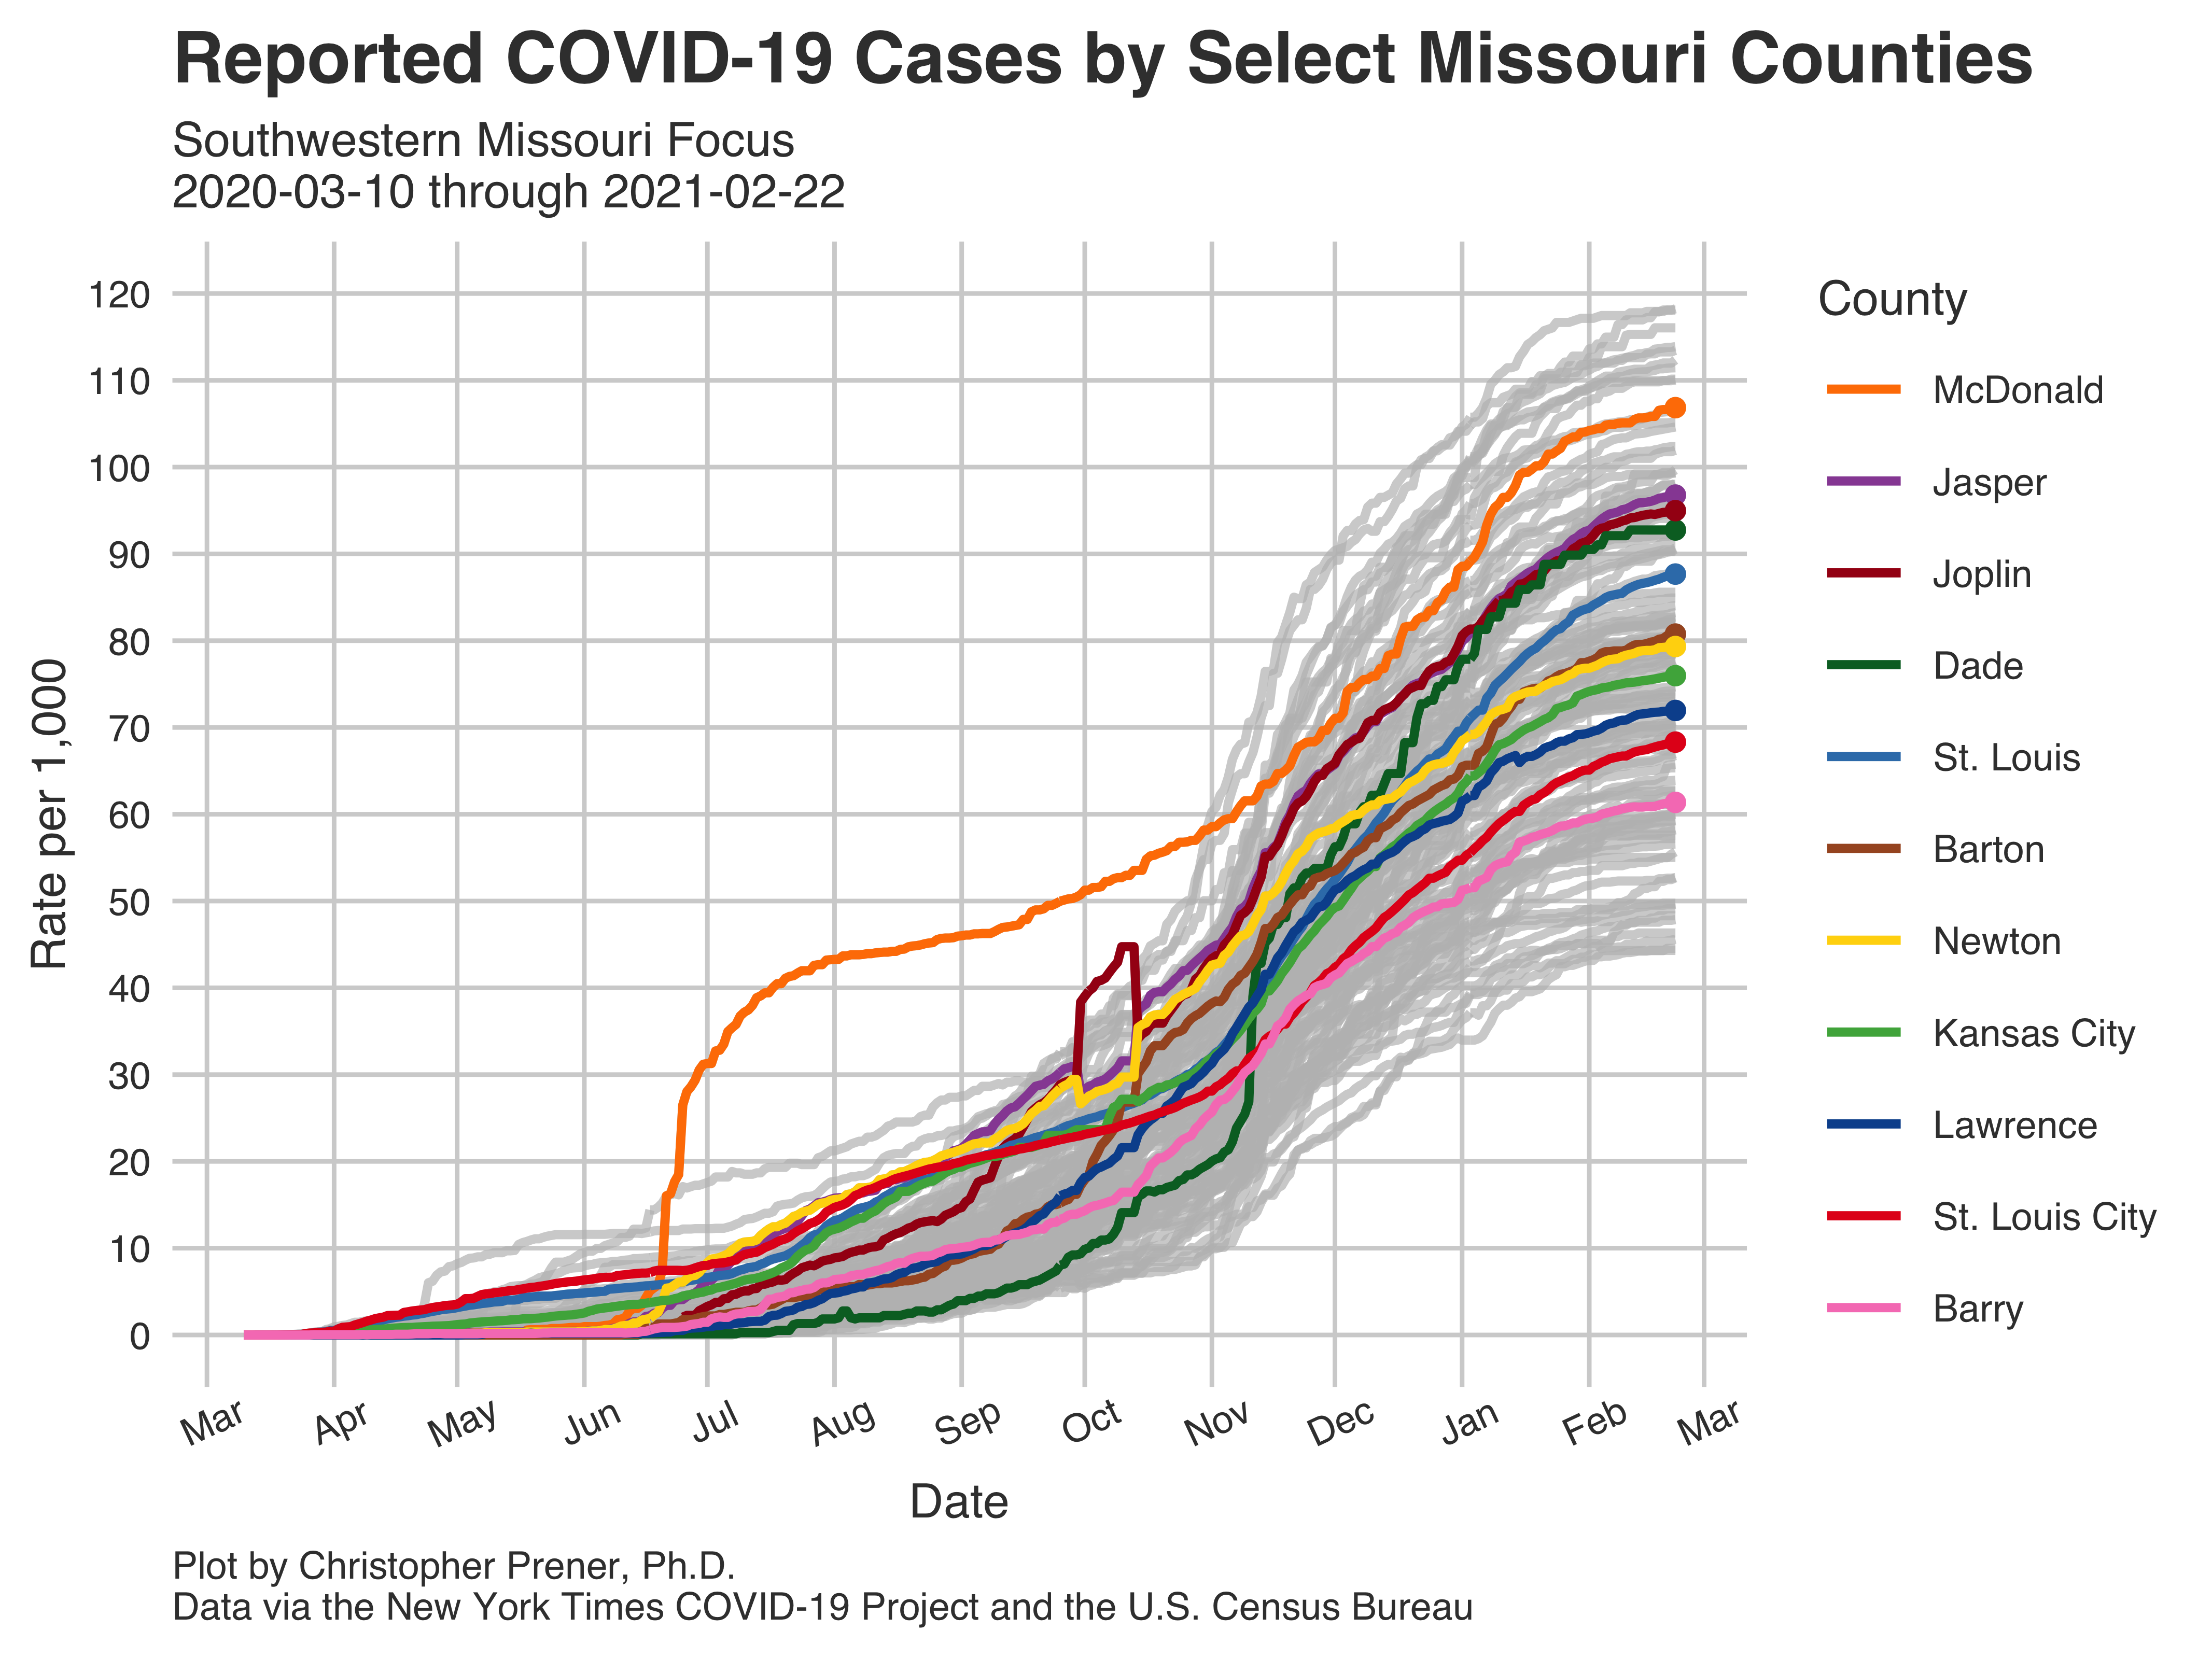 Reported COVID-19 Cases by Select Missouri Counties
Southwestern Missouri Focus
2020-03-10 through 2021-02-22
120
110
100
90
80
70
60
50
40
30
20
10
0
Rate per 1,000
Mar
Apr
May
Jun
Jul
Aug
Sep
Oct
Nov
Dec
Jan
Feb
Mar
Date
County
McDonald
Jasper
Joplin
Dade
St. Louis
Barton
Newton
Kansas City
Lawrence
St. Louis City
Barry
Plot by Christopher Prener, Ph.D.
Data via the New York Times COVID-19 Project and the U.S. Census Bureau